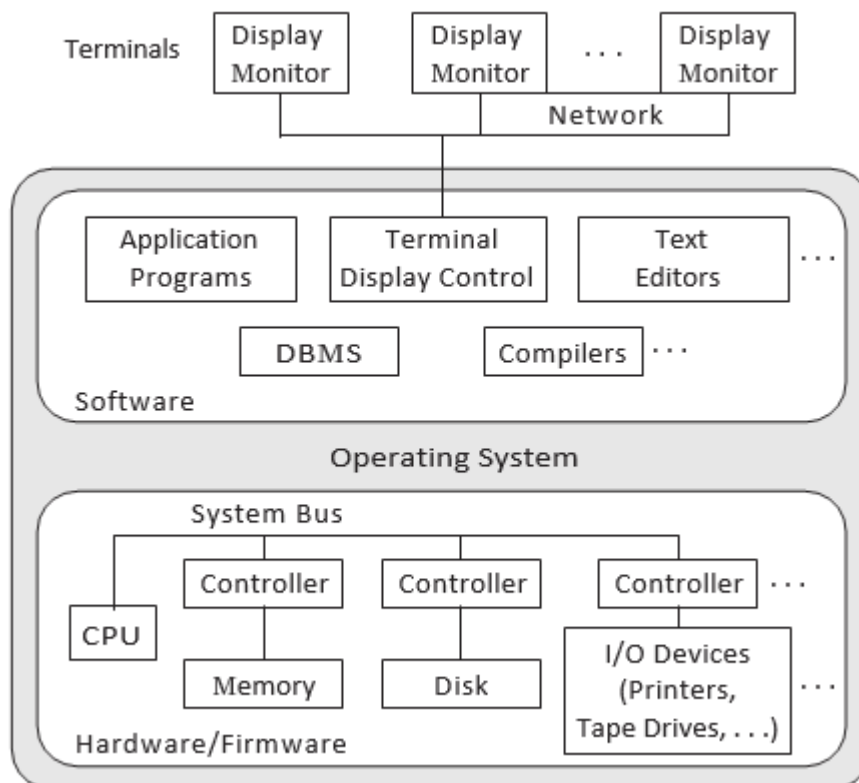 Terminals
Display
Monitor
Display
Monitor
. . .
Display
Monitor
Network
Application
Programs
Terminal
Display Control
Text
Editors
. . .
DBMS
Compilers
. . .
Software
Operating System
System Bus
Controller
Controller
Controller
. . .
CPU
Memory
Disk
I/O Devices
(Printers,
Tape Drives, . . .)
. . .
Hardware/Firmware